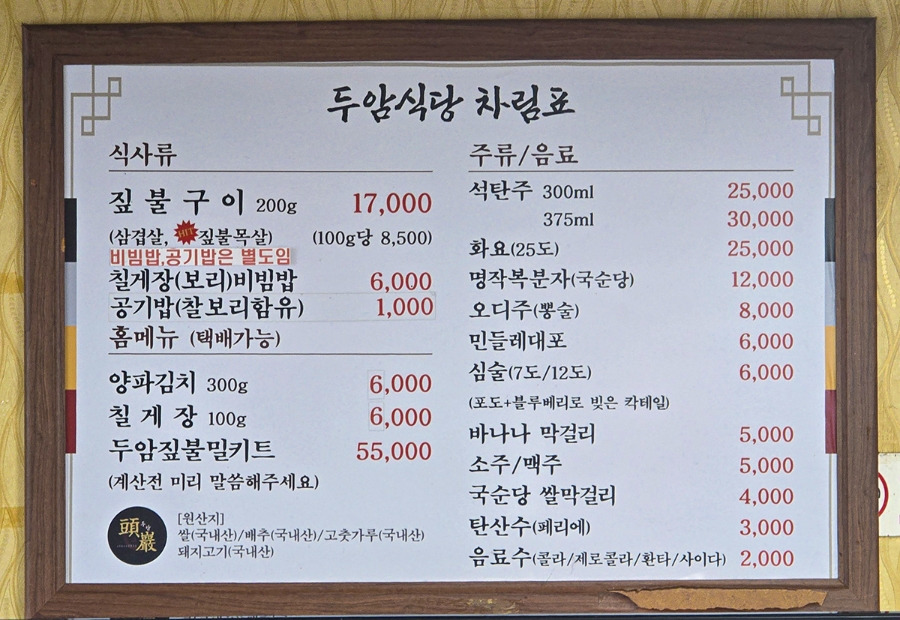 두암식당 차림표
식사류
짚 불 구 이 200g 17,000
(삼겹살, HIT 짚불목살) (100g당 8,500)
비빔밥,공기밥은 별도임
칠게장(보리)비빔밥 6,000
공기밥(찰보리함유) 1,000
홈메뉴 (택배가능)
양파김치 300g 6,000
칠 게 장 100g 6,000
두암짚불밀키트 55,000
(계산전 미리 말씀해주세요)
頭巖
두암
[원산지]
쌀(국내산)/배추(국내산)/고춧가루(국내산)
돼지고기(국내산)
주류/음료
석탄주 300ml 25,000
375ml 30,000
화요(25도) 25,000
명작복분자(국순당) 12,000
오디주(뽕술) 8,000
민들레대포 6,000
심술(7도/12도) 6,000
(포도+블루베리로 빚은 칵테일)
바나나 막걸리 5,000
소주/맥주 5,000
국순당 쌀막걸리 4,000
탄산수(페리에) 3,000
음료수(콜라/제로콜라/환타/사이다) 2,000